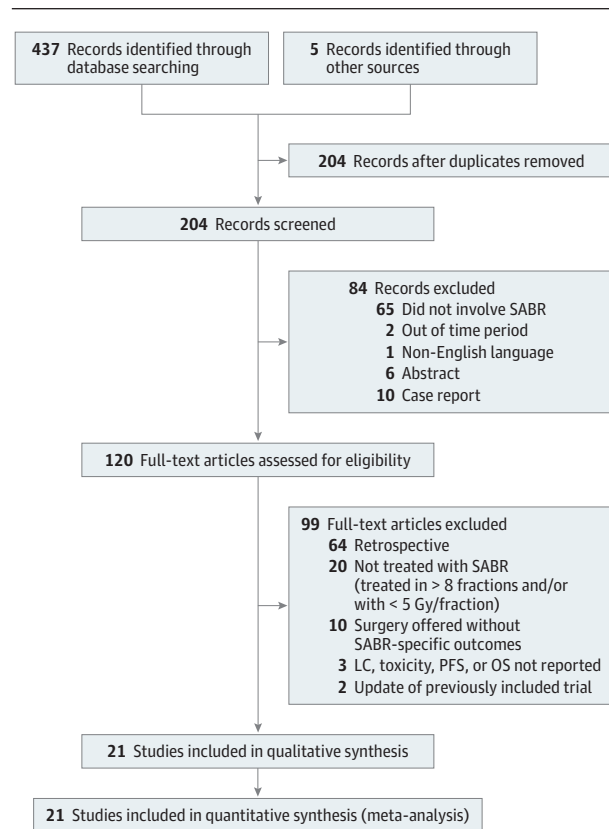 437 Records identified through
database searching
5 Records identified through
other sources
204 Records after duplicates removed
204 Records screened
84 Records excluded
65 Did not involve SABR
2 Out of time period
1 Non-English language
6 Abstract
10 Case report
120 Full-text articles assessed for eligibility
99 Full-text articles excluded
64 Retrospective
20 Not treated with SABR
(treated in > 8 fractions and/or
with < 5 Gy/fraction)
10 Surgery offered without
SABR-specific outcomes
3 LC, toxicity, PFS, or OS not reported
2 Update of previously included trial
21 Studies included in qualitative synthesis
21 Studies included in quantitative synthesis (meta-analysis)